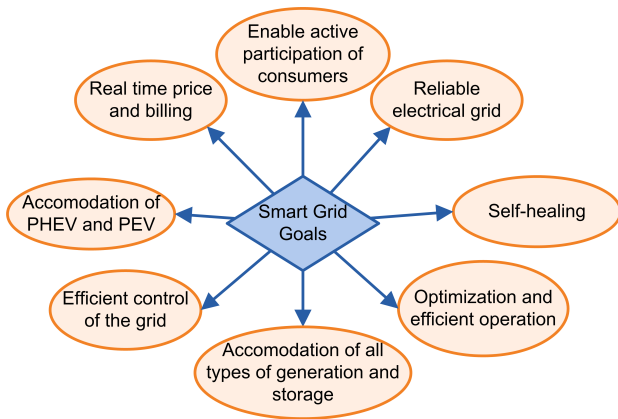 Enable active
participation of
consumers
Real time price
and billing
Reliable
electrical grid
Accomodation of
PHEV and PEV
Smart Grid
Goals
Self-healing
Efficient control
of the grid
Optimization and
efficient operation
Accomodation of all
types of generation and
storage